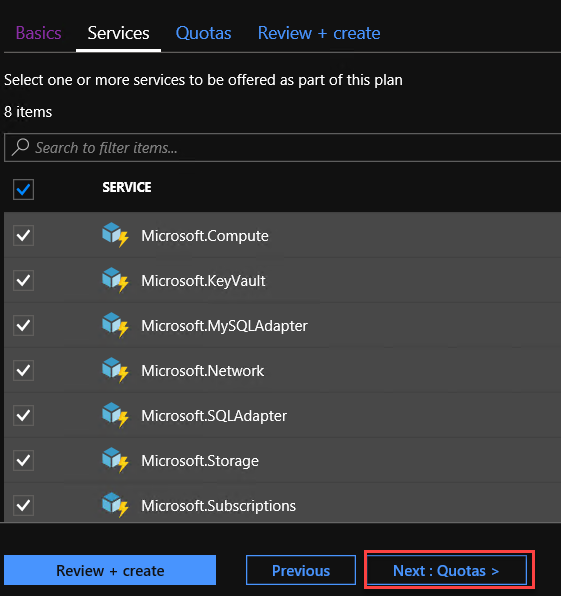 Basics Services Quotas Review + create
Select one or more services to be offered as part of this plan
8 items
Search to filter items...
SERVICE
Microsoft.Compute
Microsoft.KeyVault
Microsoft.MySQLAdapter
Microsoft.Network
Microsoft.SQLAdapter
Microsoft.Storage
Microsoft.Subscriptions
Review + create Previous Next : Quotas >